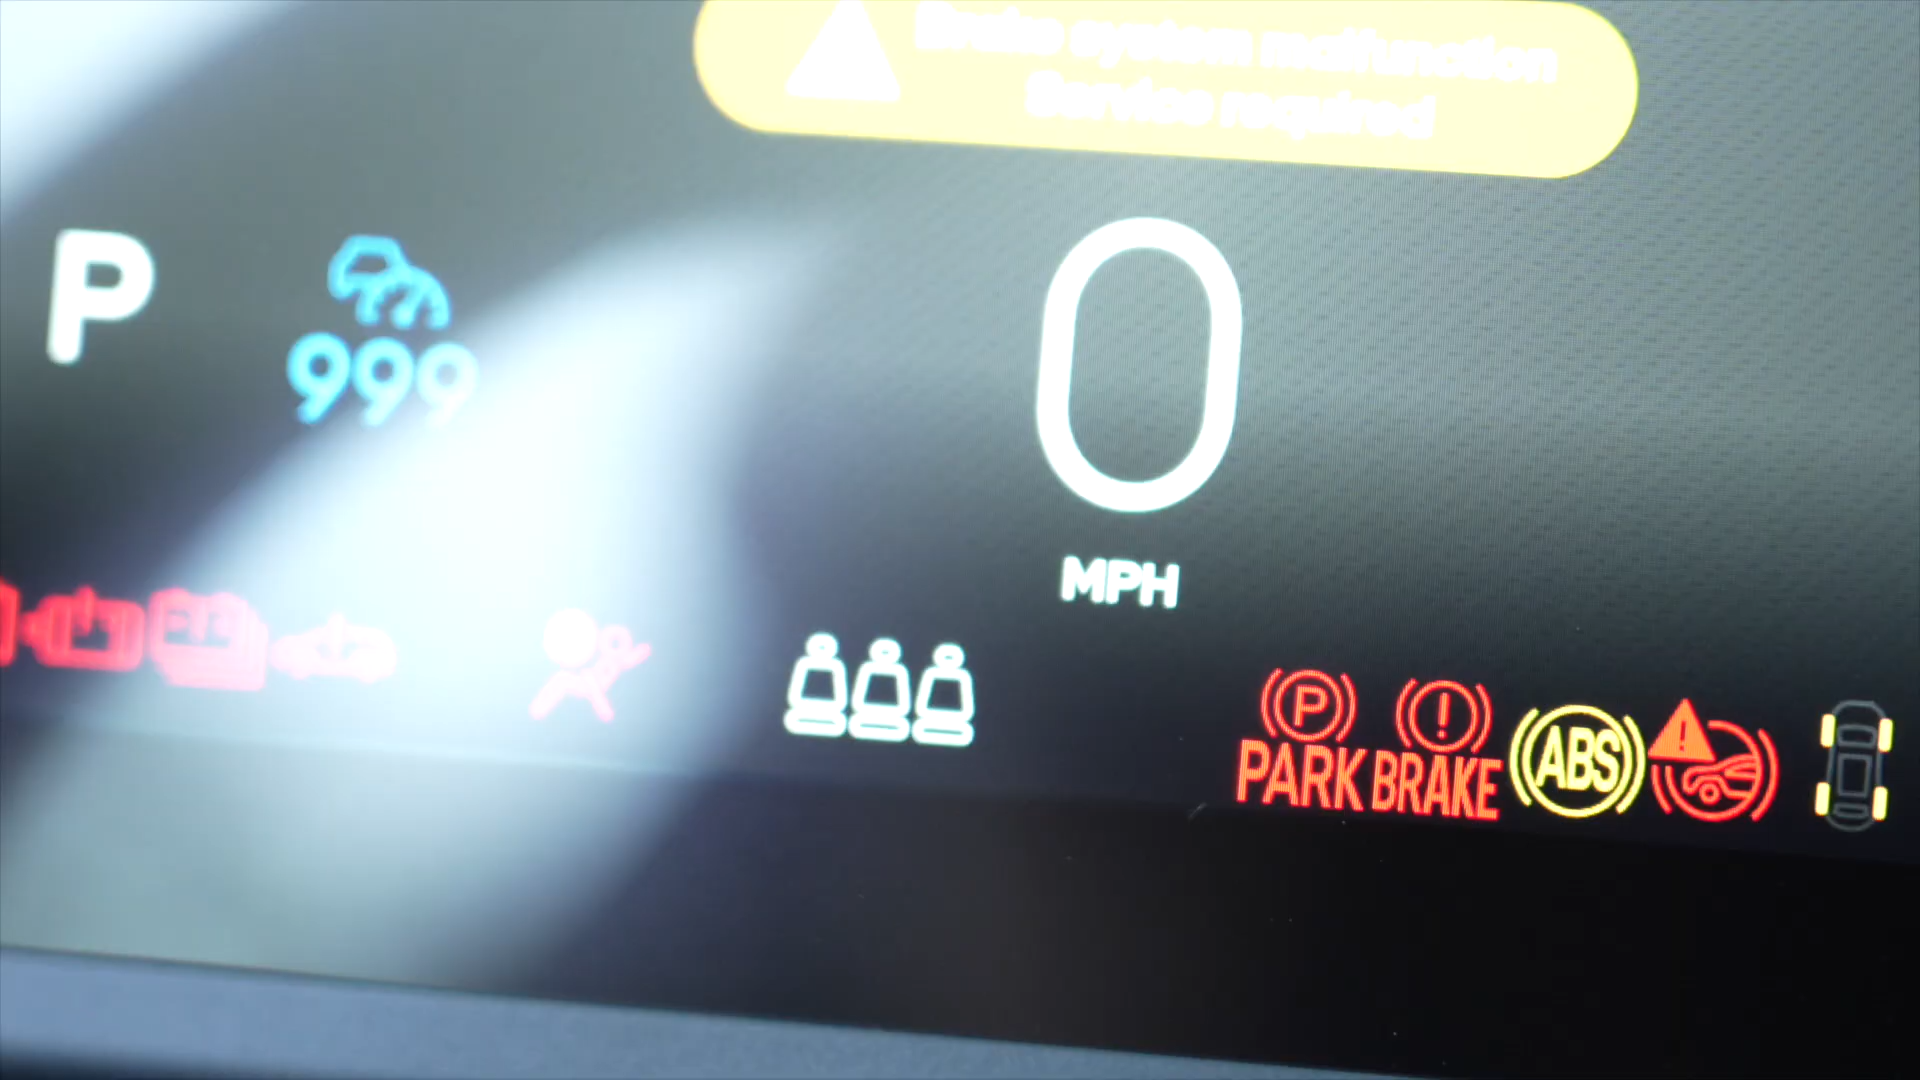 Brake system malfunction
Service required
P
999
0
MPH
P
!
PARK BRAKE
ABS
!